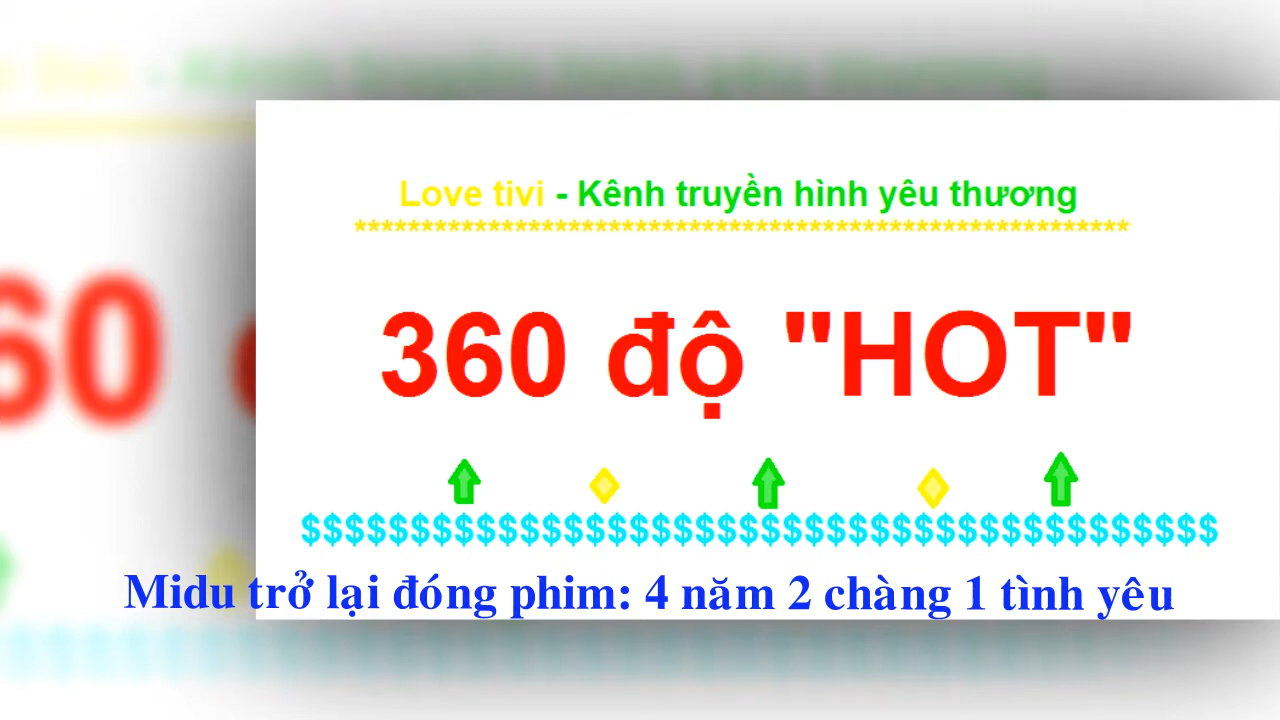 Love tivi - Kênh truyền hình yêu thương
**********************************************************
360 độ "HOT"
$$$$$$$$$$$$$$$$$$$$$$$$$$$$$$$$$$$$$$$$$$
Midu trở lại đóng phim: 4 năm 2 chàng 1 tình yêu